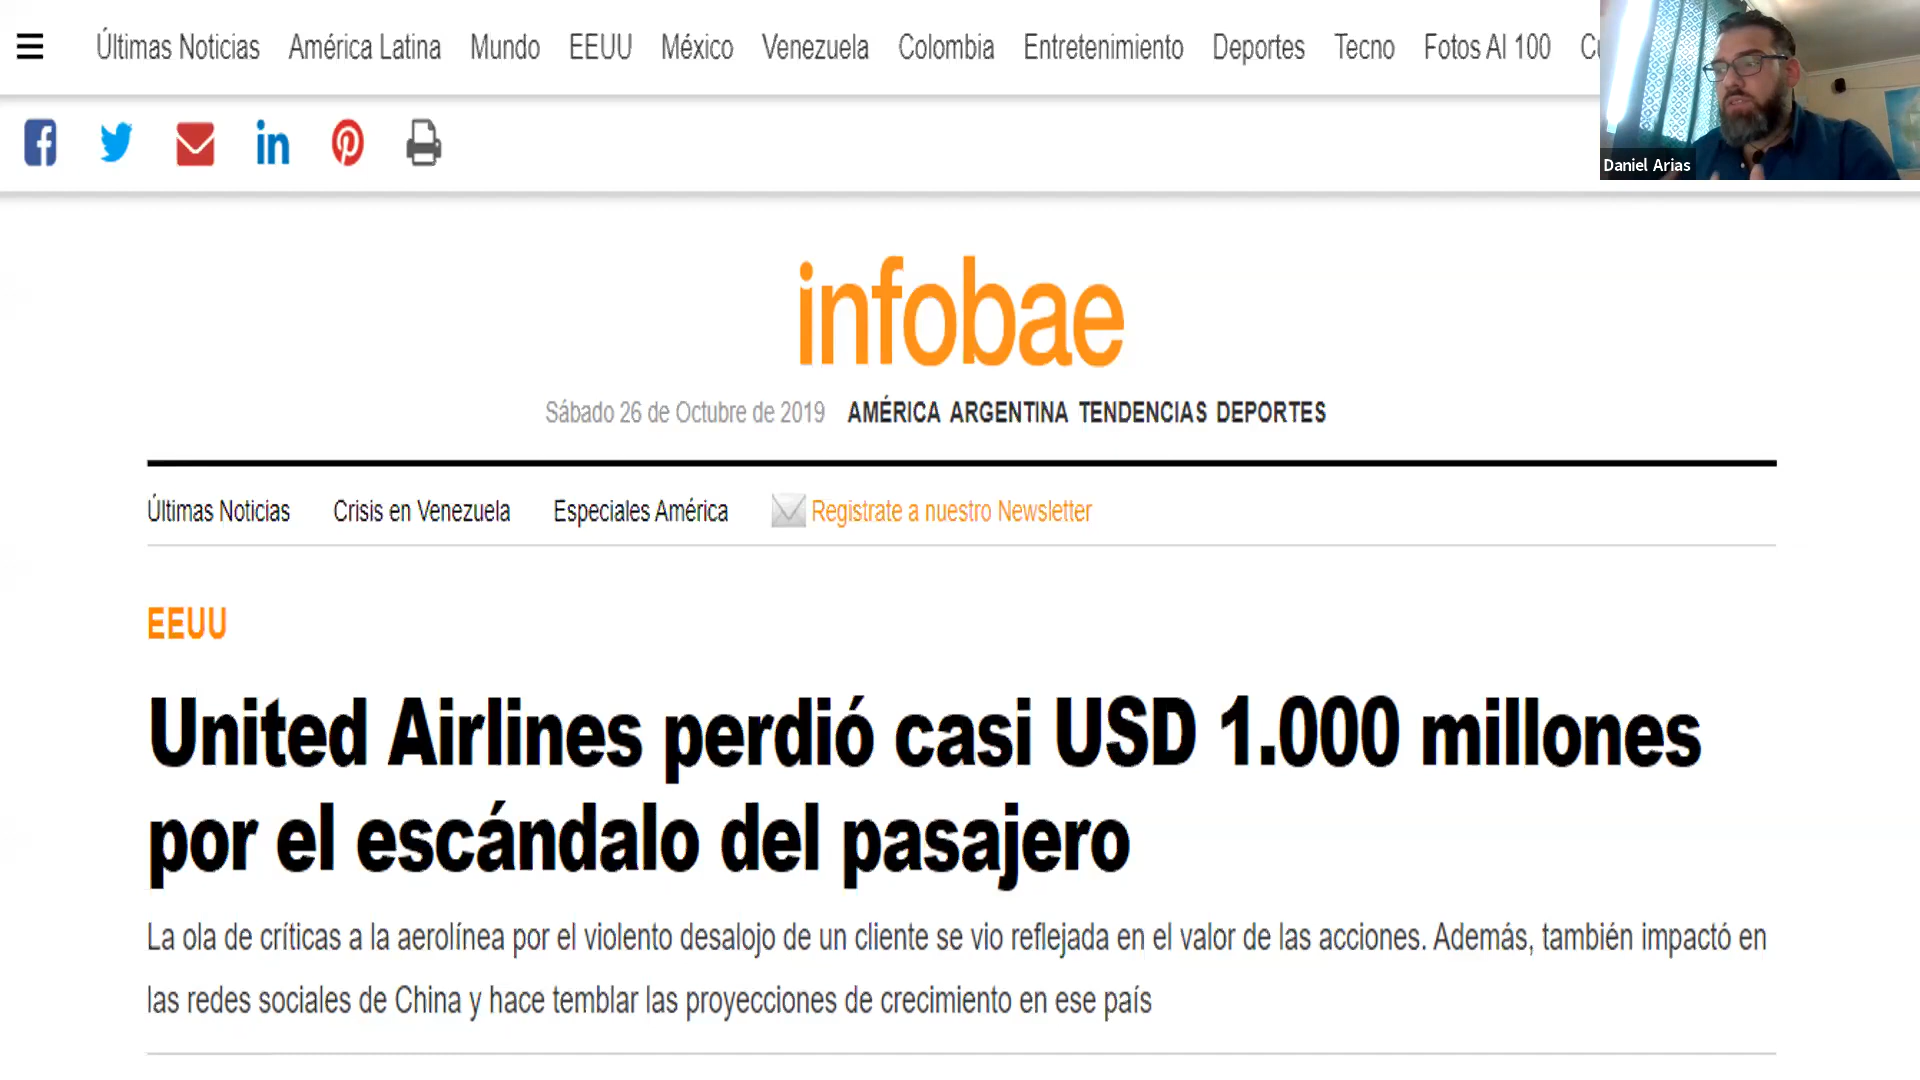 Últimas Noticias América Latina Mundo EEUU México Venezuela Colombia Entretenimiento Deportes Tecno Fotos Al 100
Daniel Arias
infobae
Sábado 26 de Octubre de 2019 AMÉRICA ARGENTINA TENDENCIAS DEPORTES
Últimas Noticias Crisis en Venezuela Especiales América Registrate a nuestro Newsletter
EEUU
United Airlines perdió casi USD 1.000 millones
por el escándalo del pasajero
La ola de críticas a la aerolínea por el violento desalojo de un cliente se vio reflejada en el valor de las acciones. Además, también impactó en
las redes sociales de China y hace temblar las proyecciones de crecimiento en ese país